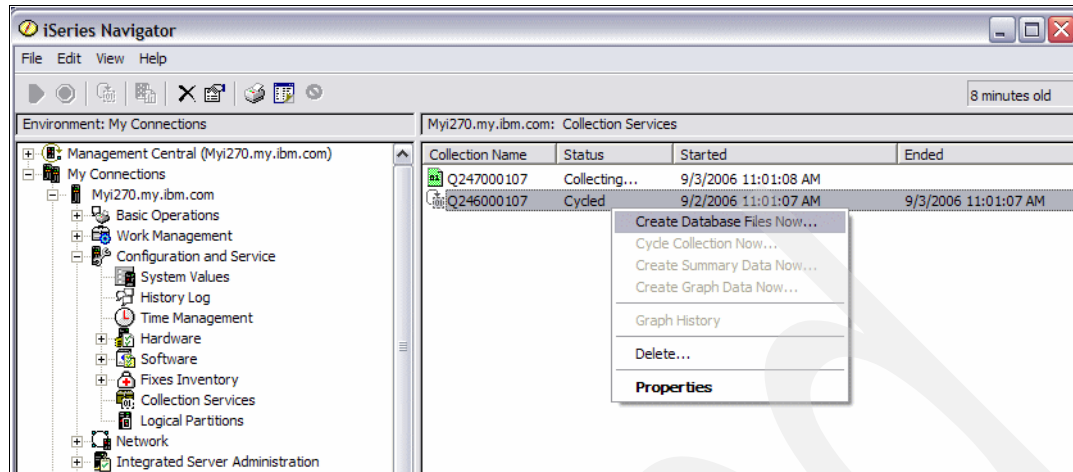 iSeries Navigator
File Edit View Help
8 minutes old
Environment: My Connections
Myi270.my.ibm.com: Collection Services
Management Central (Myi270.my.ibm.com)
My Connections
Myi270.my.ibm.com
Basic Operations
Work Management
Configuration and Service
System Values
History Log
Time Management
Hardware
Software
Fixes Inventory
Collection Services
Logical Partitions
Network
Integrated Server Administration
Collection Name Status Started Ended
Q247000107 Collecting... 9/3/2006 11:01:08 AM
Q246000107 Cycled 9/2/2006 11:01:07 AM 9/3/2006 11:01:07 AM
Create Database Files Now...
Cycle Collection Now...
Create Summary Data Now...
Create Graph Data Now...
Graph History
Delete...
Properties